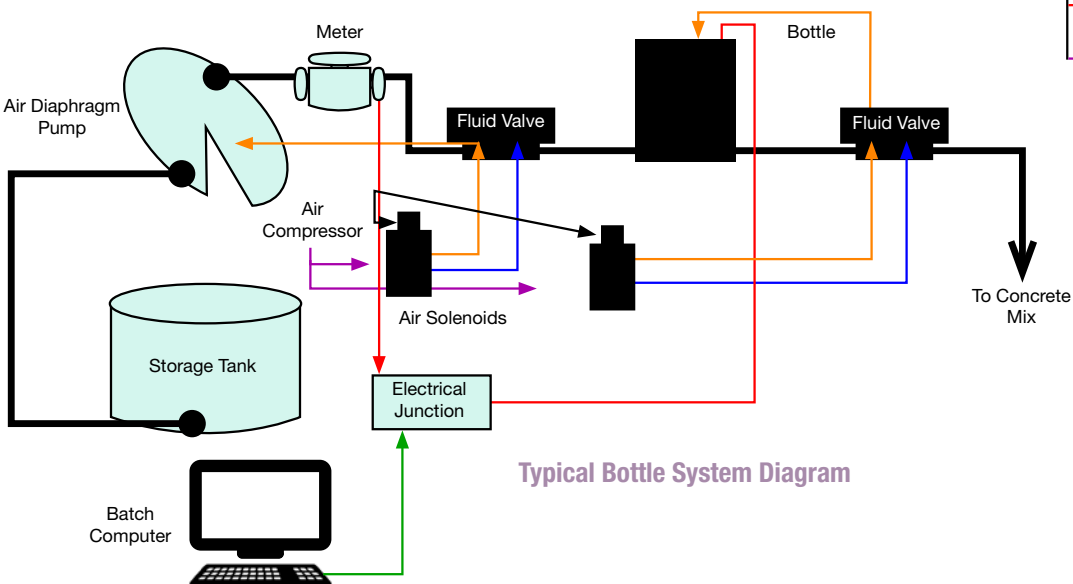 Meter
Bottle
Air Diaphragm
Pump
Fluid Valve
Fluid Valve
Air
Compressor
To Concrete
Mix
Air Solenoids
Storage Tank
Electrical
Junction
Typical Bottle System Diagram
Batch
Computer